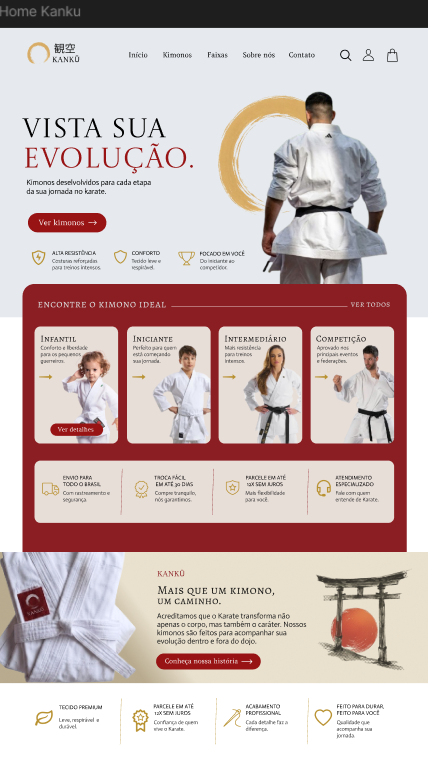 Home Kanku
観空
KANKŪ
Início Kimonos Faixas Sobre nós Contato
VISTA SUA
EVOLUÇÃO.
Kimonos deselvolvidos para cada etapa
da sua jornada no karate.
Ver kimonos
ALTA RESISTÊNCIA
Costuras reforçadas
para treinos intensos.
CONFORTO
Tecido leve e
respirável.
FOCADO EM VOCÊ
Do iniciante ao
competidor.
ENCONTRE O KIMONO IDEAL
VER TODOS
INFANTIL
Conforto e liberdade
para os pequenos
guerreiros.
Ver detalhes
INICIANTE
Perfeito para quem
está começando
sua jornada.
INTERMEDIÁRIO
Mais resistência
para treinos
intensos.
COMPETIÇÃO
Aprovado nos
principais eventos
e federações.
ENVIO PARA
TODO O BRASIL
Com rastreamento e
segurança.
TROCA FÁCIL
EM ATÉ 30 DIAS
Compre tranquilo,
nós garantimos.
PARCELE EM ATÉ
12X SEM JUROS
Mais flexibilidade
para você.
ATENDIMENTO
ESPECIALIZADO
Fale com quem
entende de Karate.
KANKŪ
MAIS QUE UM KIMONO,
UM CAMINHO.
Acreditamos que o Karate transforma não
apenas o corpo, mas também o caráter. Nossos
kimonos são feitos para acompanhar sua
evolução dentro e fora do dojo.
Conheça nossa história
TECIDO PREMIUM
Leve, respirável e
durável.
PARCELE EM ATÉ
12X SEM JUROS
Confiança de quem
vive o Karate.
ACABAMENTO
PROFISSIONAL
Cada detalhe faz a
diferença.
FEITO PARA DURAR,
FEITO PARA VOCÊ
Qualidade que
acompanha sua
jornada.